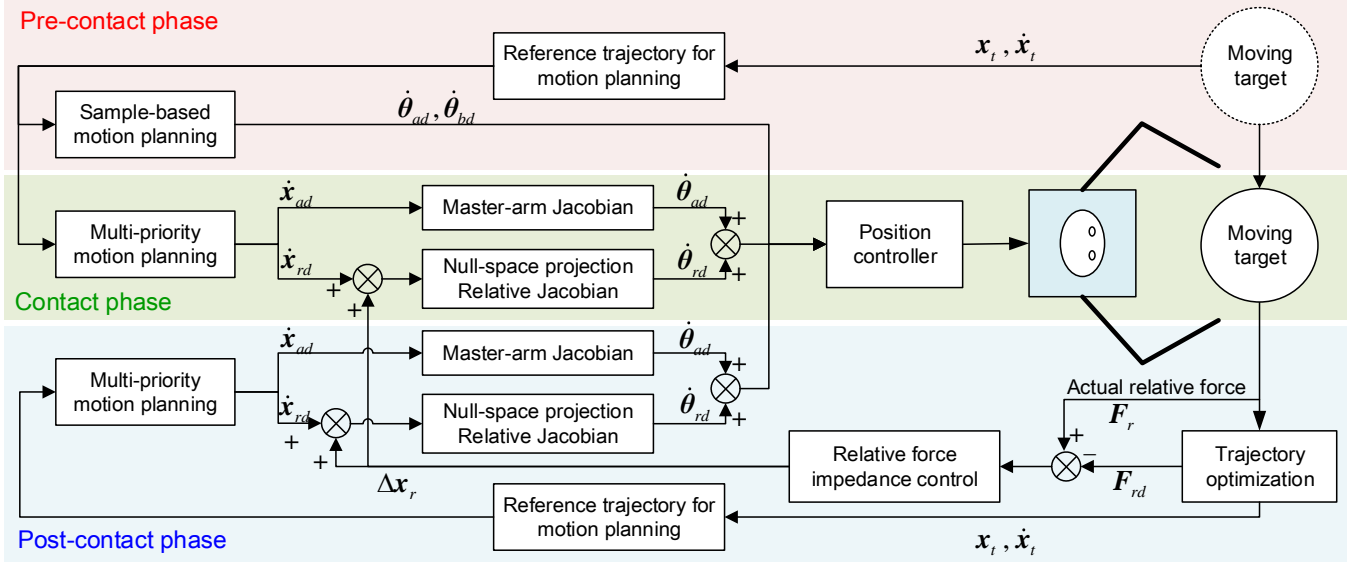 Pre-contact phase
Reference trajectory for
motion planning
x_t , ẋ_t
Moving
target
Sample-based
motion planning
θ̇_ad , θ̇_bd
Multi-priority
motion planning
ẋ_ad
Master-arm Jacobian
θ̇_ad
+
ẋ_rd
+
+
Null-space projection
Relative Jacobian
θ̇_rd
+
Position
controller
Moving
target
Contact phase
Multi-priority
motion planning
ẋ_ad
Master-arm Jacobian
θ̇_ad
+
ẋ_rd
+
+
Null-space projection
Relative Jacobian
θ̇_rd
+
Actual relative force
F_r
+
−
F_rd
Relative force
impedance control
Trajectory
optimization
Δx_r
Reference trajectory for
motion planning
x_t , ẋ_t
Post-contact phase